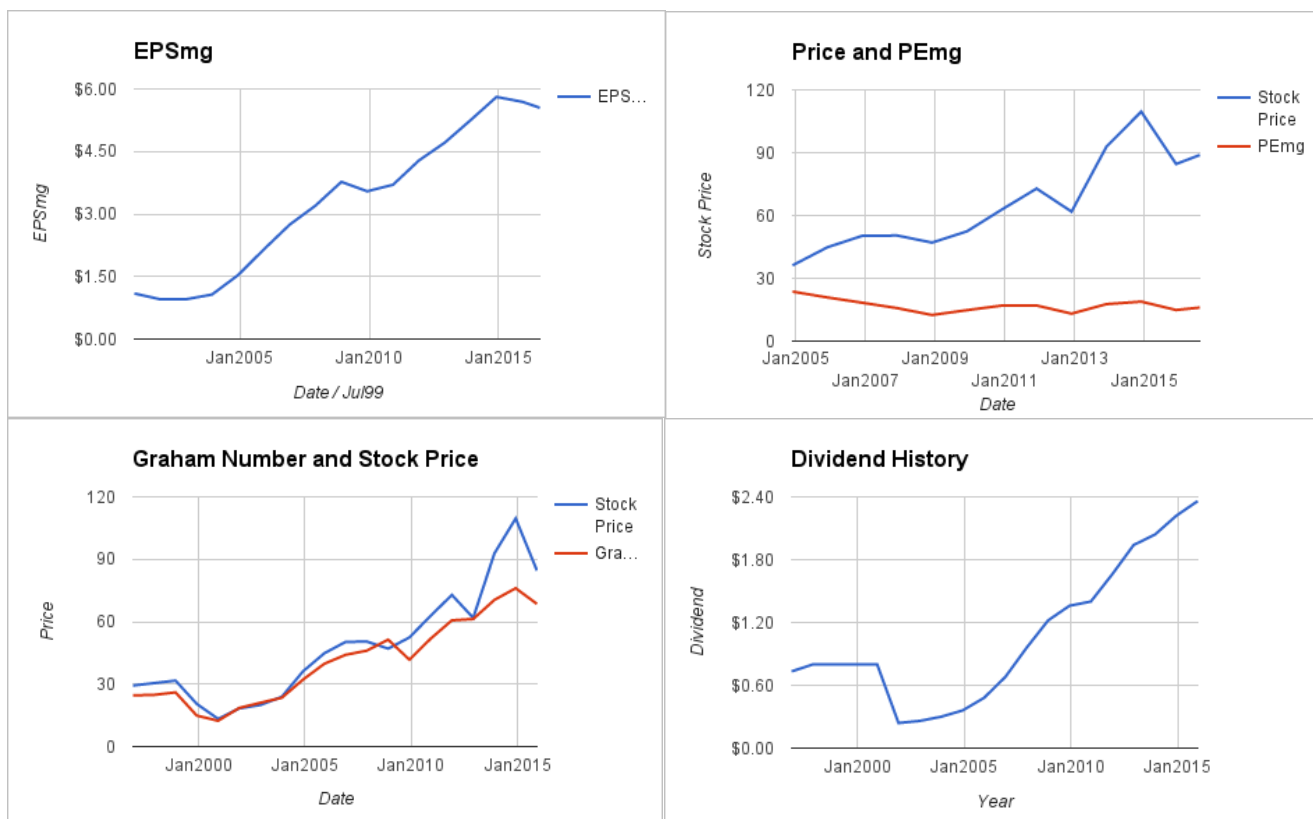 EPSmg
$6.00
$4.50
$3.00
$1.50
$0.00
EPSmg
EPS...
Jan2005 Jan2010 Jan2015
Date / Jul99
Price and PEmg
120
90
60
30
0
Stock Price
Stock
Price
PEmg
Jan2005 Jan2009 Jan2013
Jan2007 Jan2011 Jan2015
Date
Graham Number and Stock Price
120
90
60
30
0
Price
Stock
Price
Gra...
Jan2000 Jan2005 Jan2010 Jan2015
Date
Dividend History
$2.40
$1.80
$1.20
$0.60
$0.00
Dividend
Jan2000 Jan2005 Jan2010 Jan2015
Year